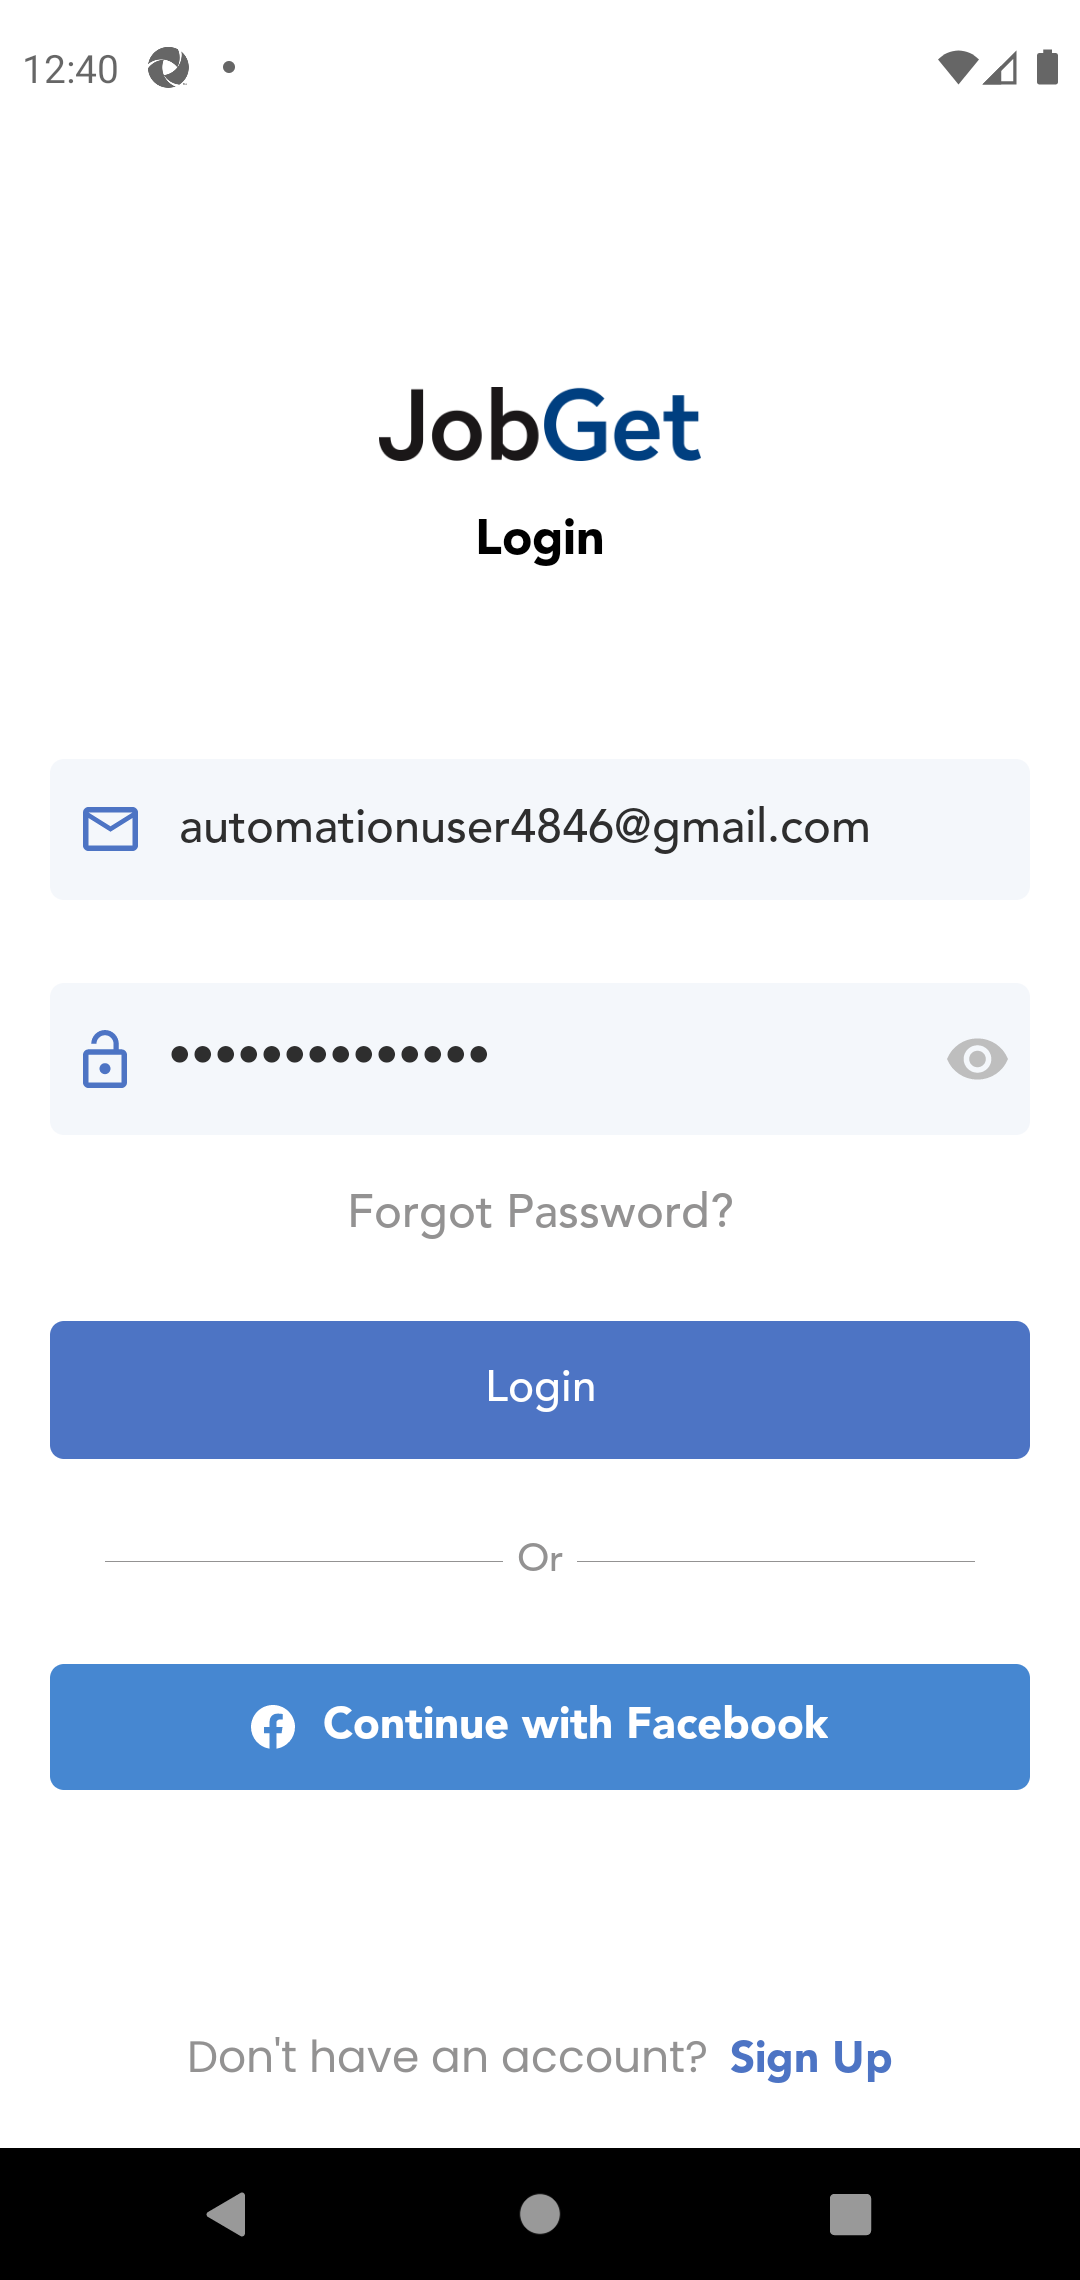 12:40
JobGet
Login
automationuser4846@gmail.com
••••••••••••••
Forgot Password?
Login
Or
Continue with Facebook
Don't have an account? Sign Up